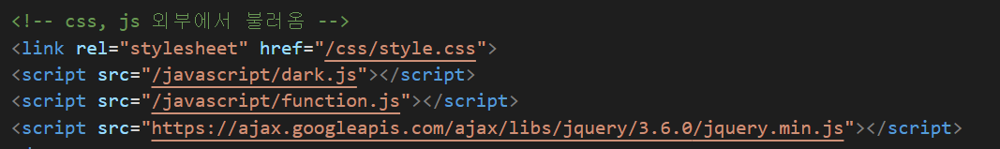 <!-- css, js 외부에서 불러옴 -->
<link rel="stylesheet" href="/css/style.css">
<script src="/javascript/dark.js"></script>
<script src="/javascript/function.js"></script>
<script src="https://ajax.googleapis.com/ajax/libs/jquery/3.6.0/jquery.min.js"></script>